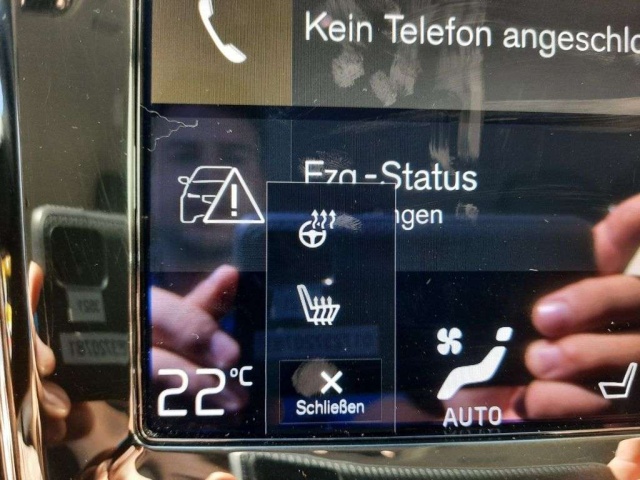 Kein Telefon angeschlo
Fzg.-Status
ngen
22°C
Schließen
AUTO